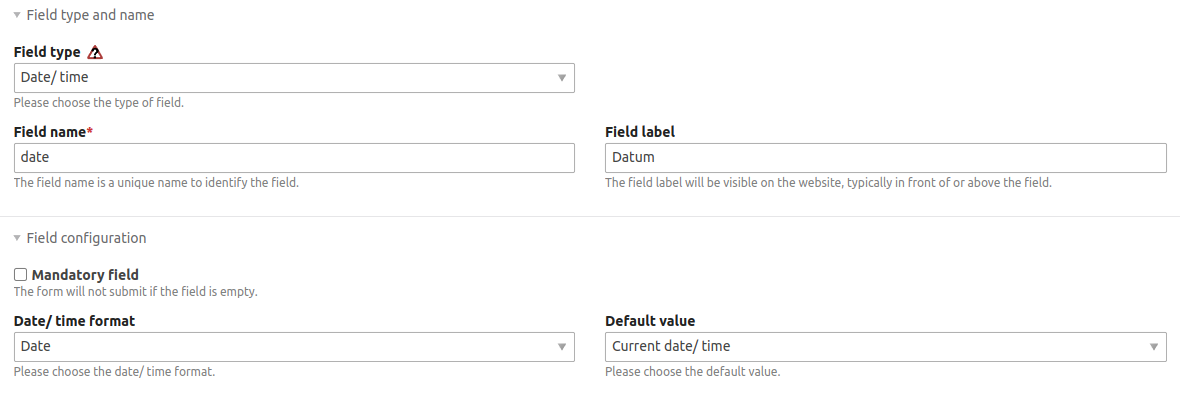 Field type and name
Field type
Date/ time
Please choose the type of field.
Field name* Field label
date Datum
The field name is a unique name to identify the field. The field label will be visible on the website, typically in front of or above the field.
Field configuration
Mandatory field
The form will not submit if the field is empty.
Date/ time format Default value
Date Current date/ time
Please choose the date/ time format. Please choose the default value.